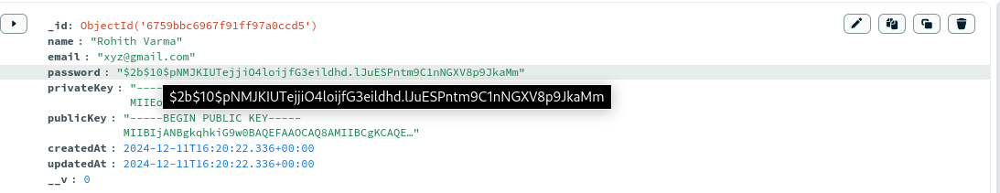 _id: ObjectId('6759bbc6967f91ff97a0ccd5')
name : "Rohith Varma"
email : "xyz@gmail.com"
password : "$2b$10$pNMJKIUTejjiO4loijfG3eildhd.lJuESPntm9C1nNGXV8p9JkaMm"
privateKey : "----
$2b$10$pNMJKIUTejjiO4loijfG3eildhd.lJuESPntm9C1nNGXV8p9JkaMm
MIIEo
publicKey : "-----BEGIN PUBLIC KEY-----
MIIBIjANBgkqhkiG9w0BAQEFAAOCAQ8AMIIBCgKCAQE…"
createdAt : 2024-12-11T16:20:22.336+00:00
updatedAt : 2024-12-11T16:20:22.336+00:00
__v : 0